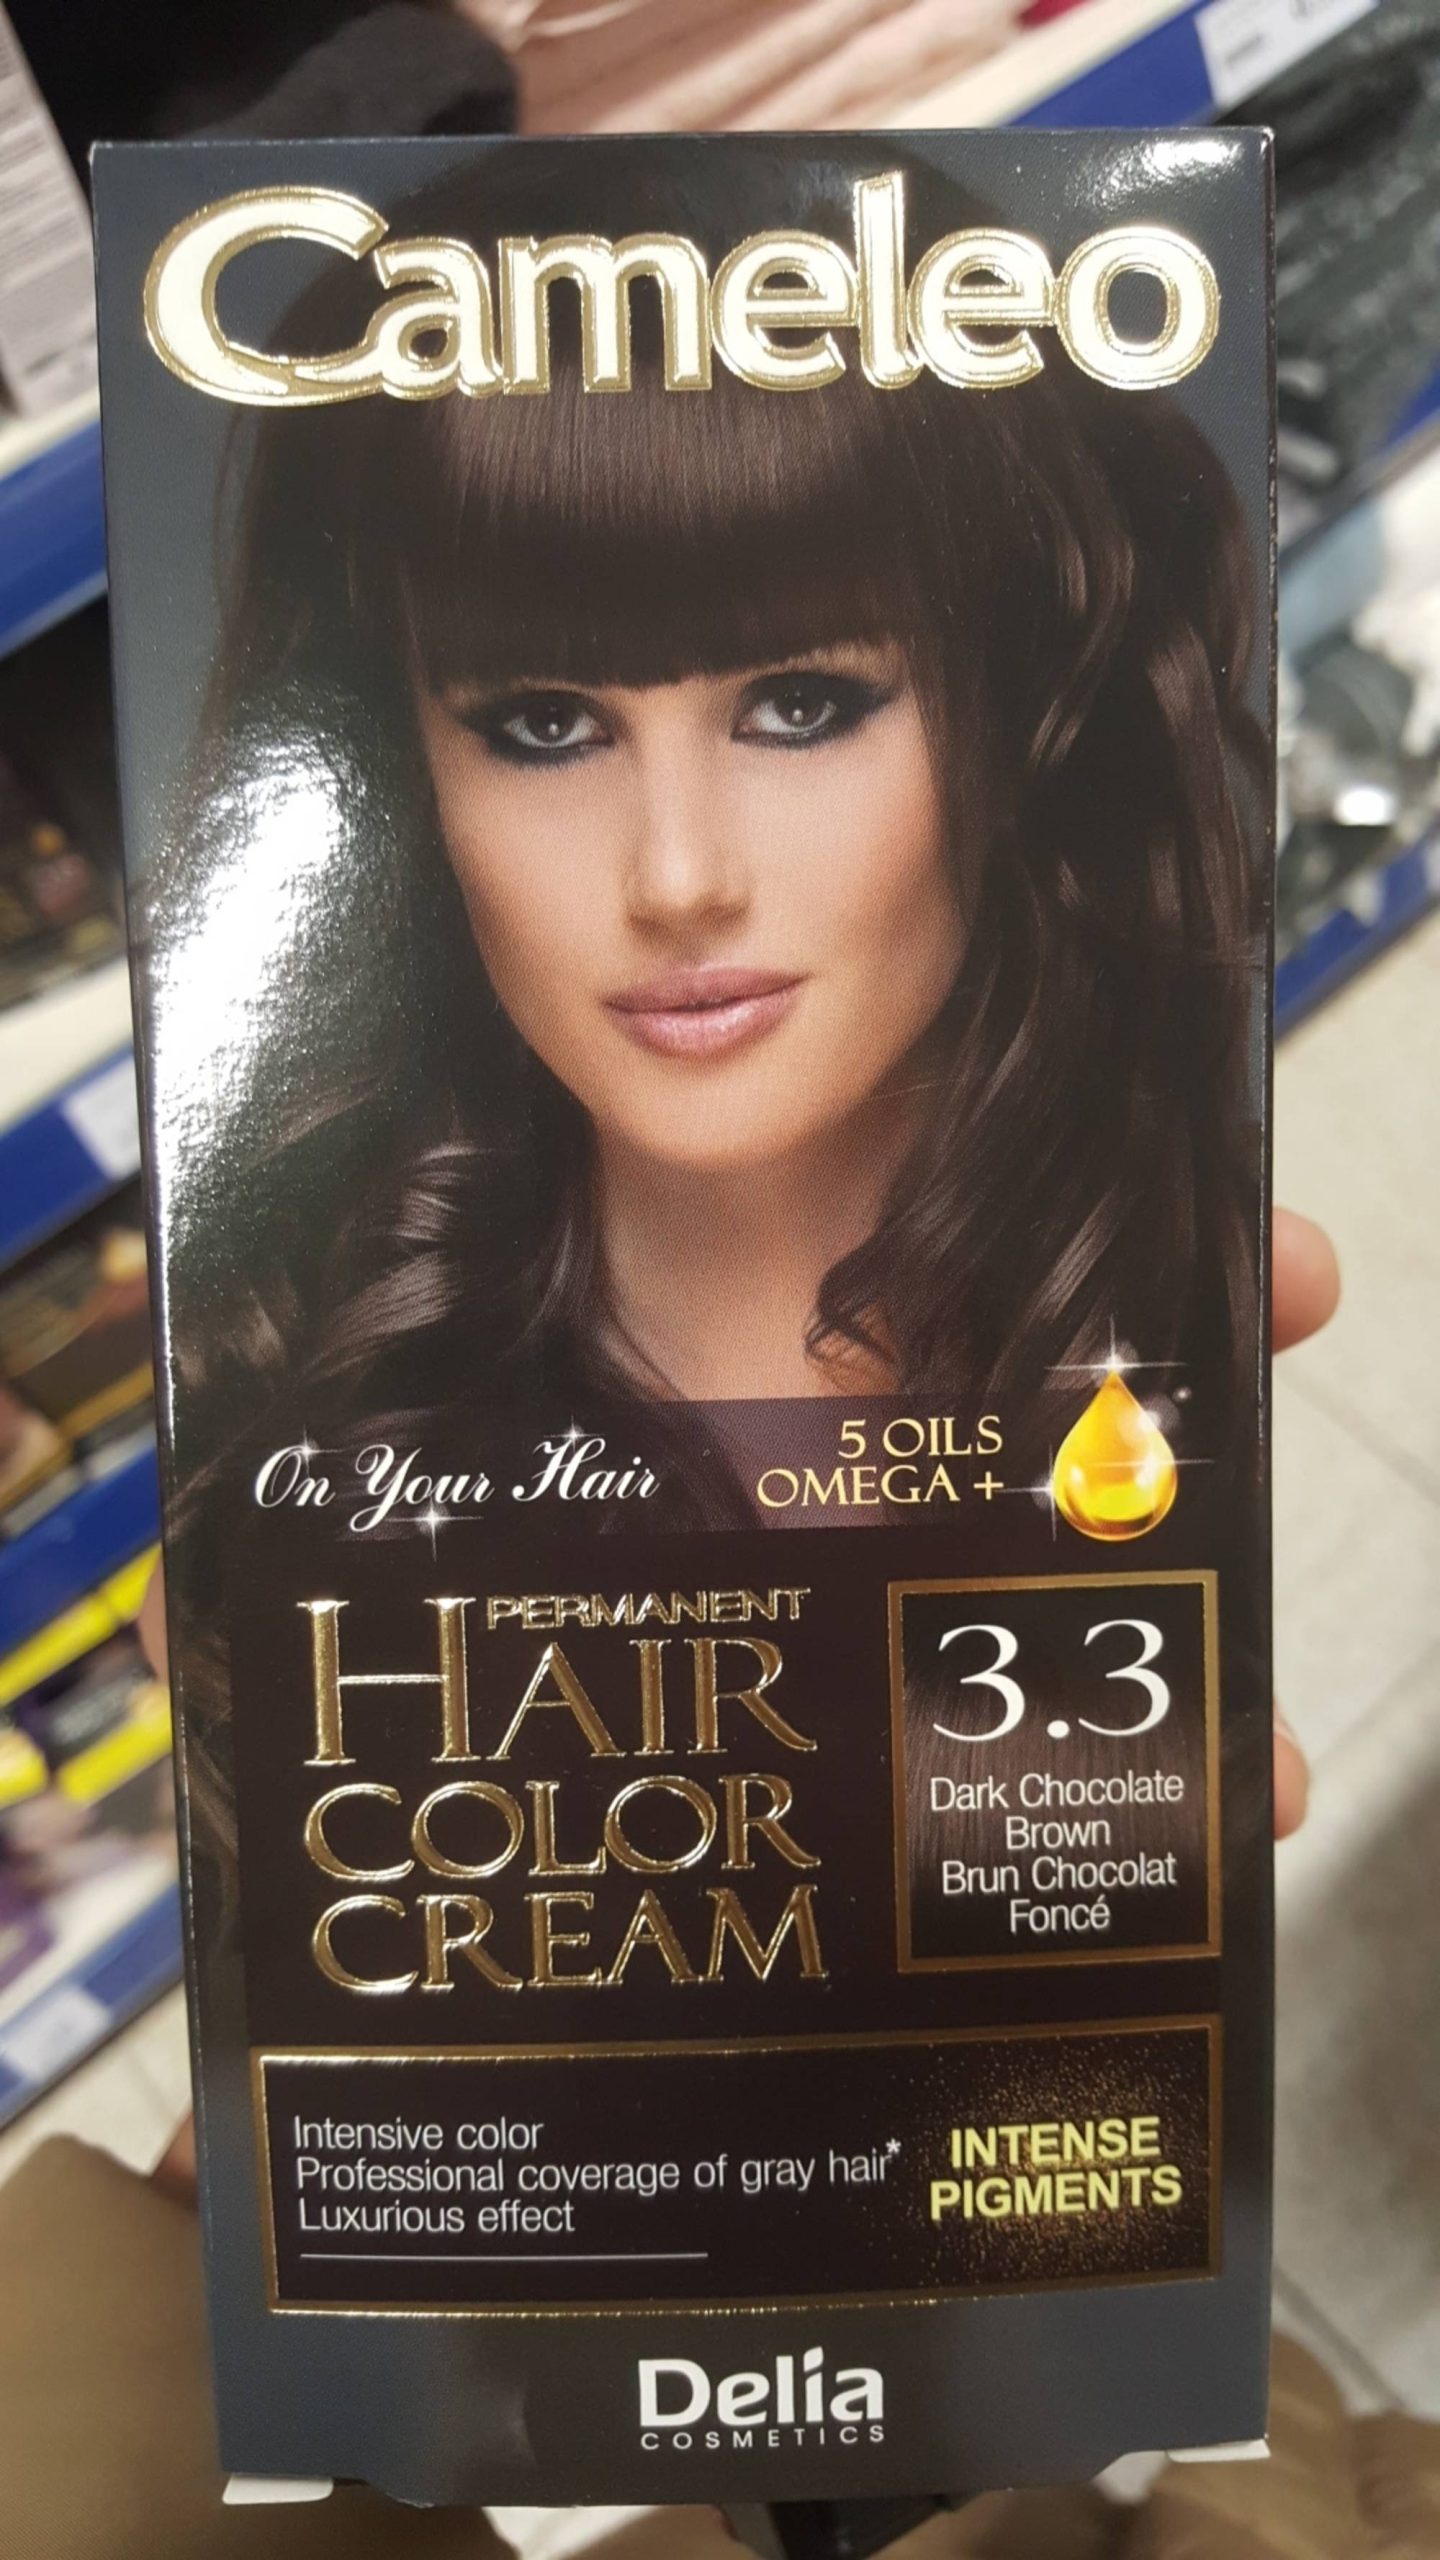 Cameleo
On Your Hair
5 OILS
OMEGA +
PERMANENT
HAIR
COLOR
CREAM
3.3
Dark Chocolate
Brown
Brun Chocolat
Foncé
Intensive color
Professional coverage of gray hair*
Luxurious effect
INTENSE
PIGMENTS
Delia
COSMETICS